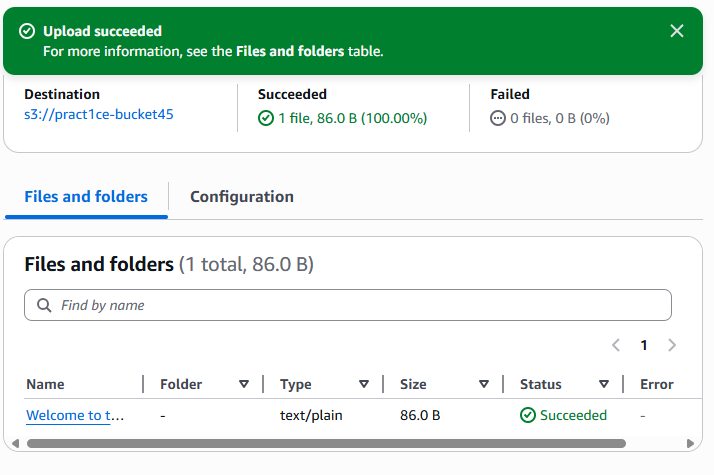 Upload succeeded
For more information, see the Files and folders table.
Destination
s3://pract1ce-bucket45
Succeeded
1 file, 86.0 B (100.00%)
Failed
0 files, 0 B (0%)
Files and folders
Configuration
Files and folders (1 total, 86.0 B)
Find by name
1
Name Folder Type Size Status Error
Welcome to t... - text/plain 86.0 B Succeeded -